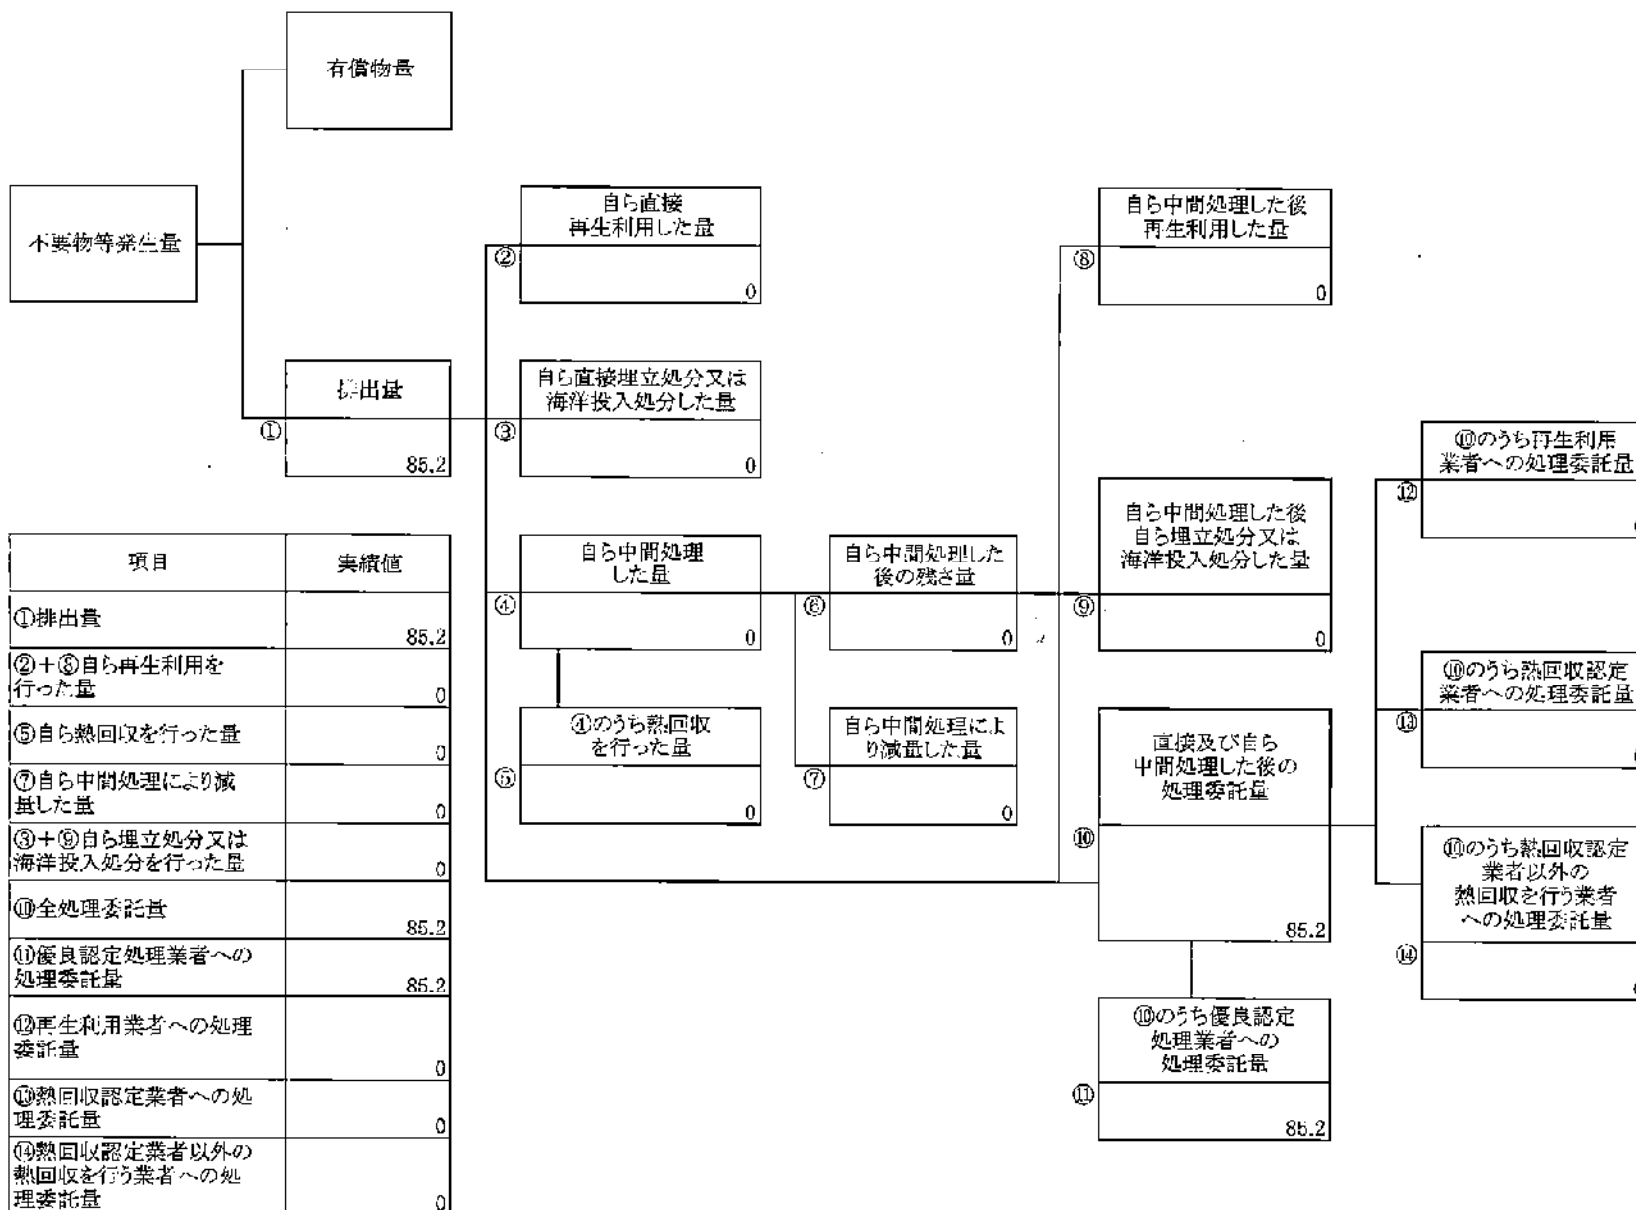 有償物量
不要物等発生量
自ら直接
再生利用した量
②
0
自ら中間処理した後
再生利用した量
⑧
0
排出量
①
85.2
自ら直接埋立処分又は
海洋投入処分した量
③
0
⑩のうち再生利用
業者への処理委託量
⑫
自ら中間処理
した量
④
0
自ら中間処理した
後の残さ量
⑥
0
自ら中間処理した後
自ら埋立処分又は
海洋投入処分した量
⑨
0
⑩のうち熱回収認定
業者への処理委託量
⑬
④のうち熱回収
を行った量
⑤
0
自ら中間処理によ
り減量した量
⑦
0
直接及び自ら
中間処理した後の
処理委託量
⑩
85.2
⑩のうち熱回収認定
業者以外の
熱回収を行う業者
への処理委託量
⑭
⑩のうち優良認定
処理業者への
処理委託量
⑪
85.2
項目 実績値
①排出量
85.2
②+⑧自ら再生利用を
行った量
0
⑤自ら熱回収を行った量
0
⑦自ら中間処理により減
量した量
0
③+⑨自ら埋立処分又は
海洋投入処分を行った量
0
⑩全処理委託量
85.2
⑪優良認定処理業者への
処理委託量
85.2
⑫再生利用業者への処理
委託量
0
⑬熱回収認定業者への処
理委託量
0
⑭熱回収認定業者以外の
熱回収を行う業者への処
理委託量
0